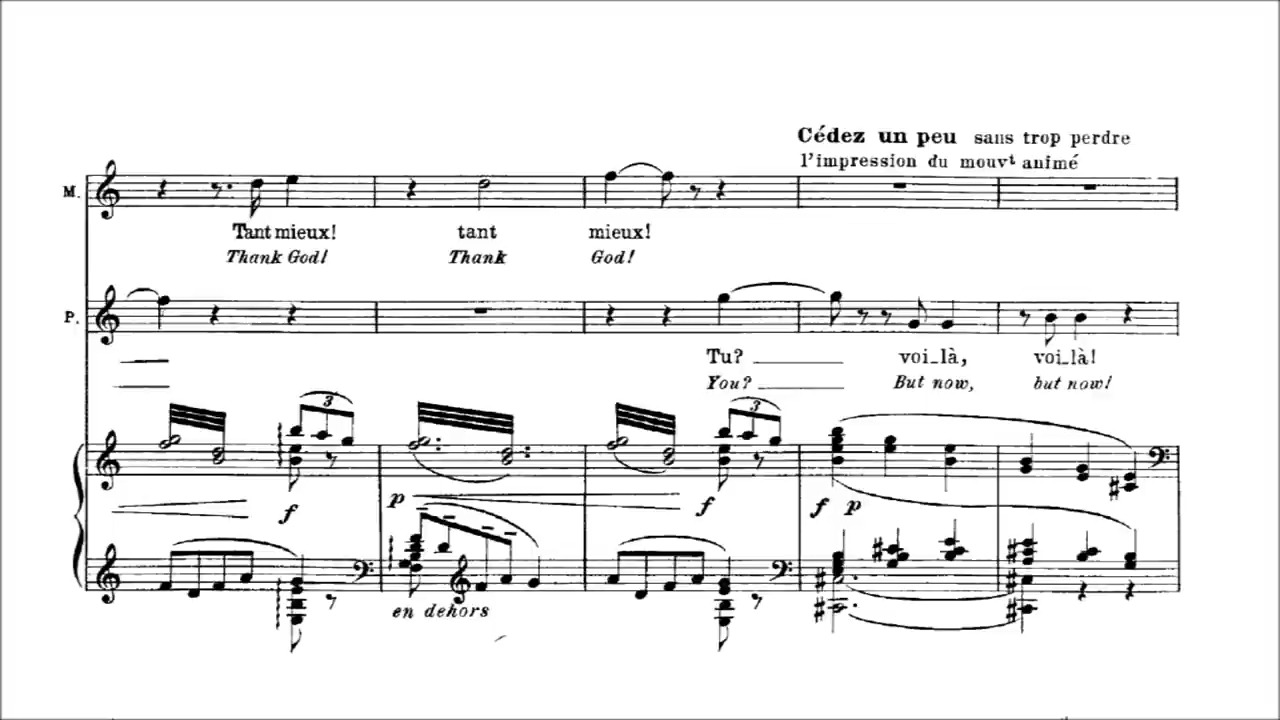 Cédez un peu sans trop perdre
l'impression du mouvt animé
M.
Tant mieux! tant mieux!
Thank God! Thank God!
P.
Tu? voi-là, voi-là!
You? But now, but now!
3 3
p f f f p
en dehors